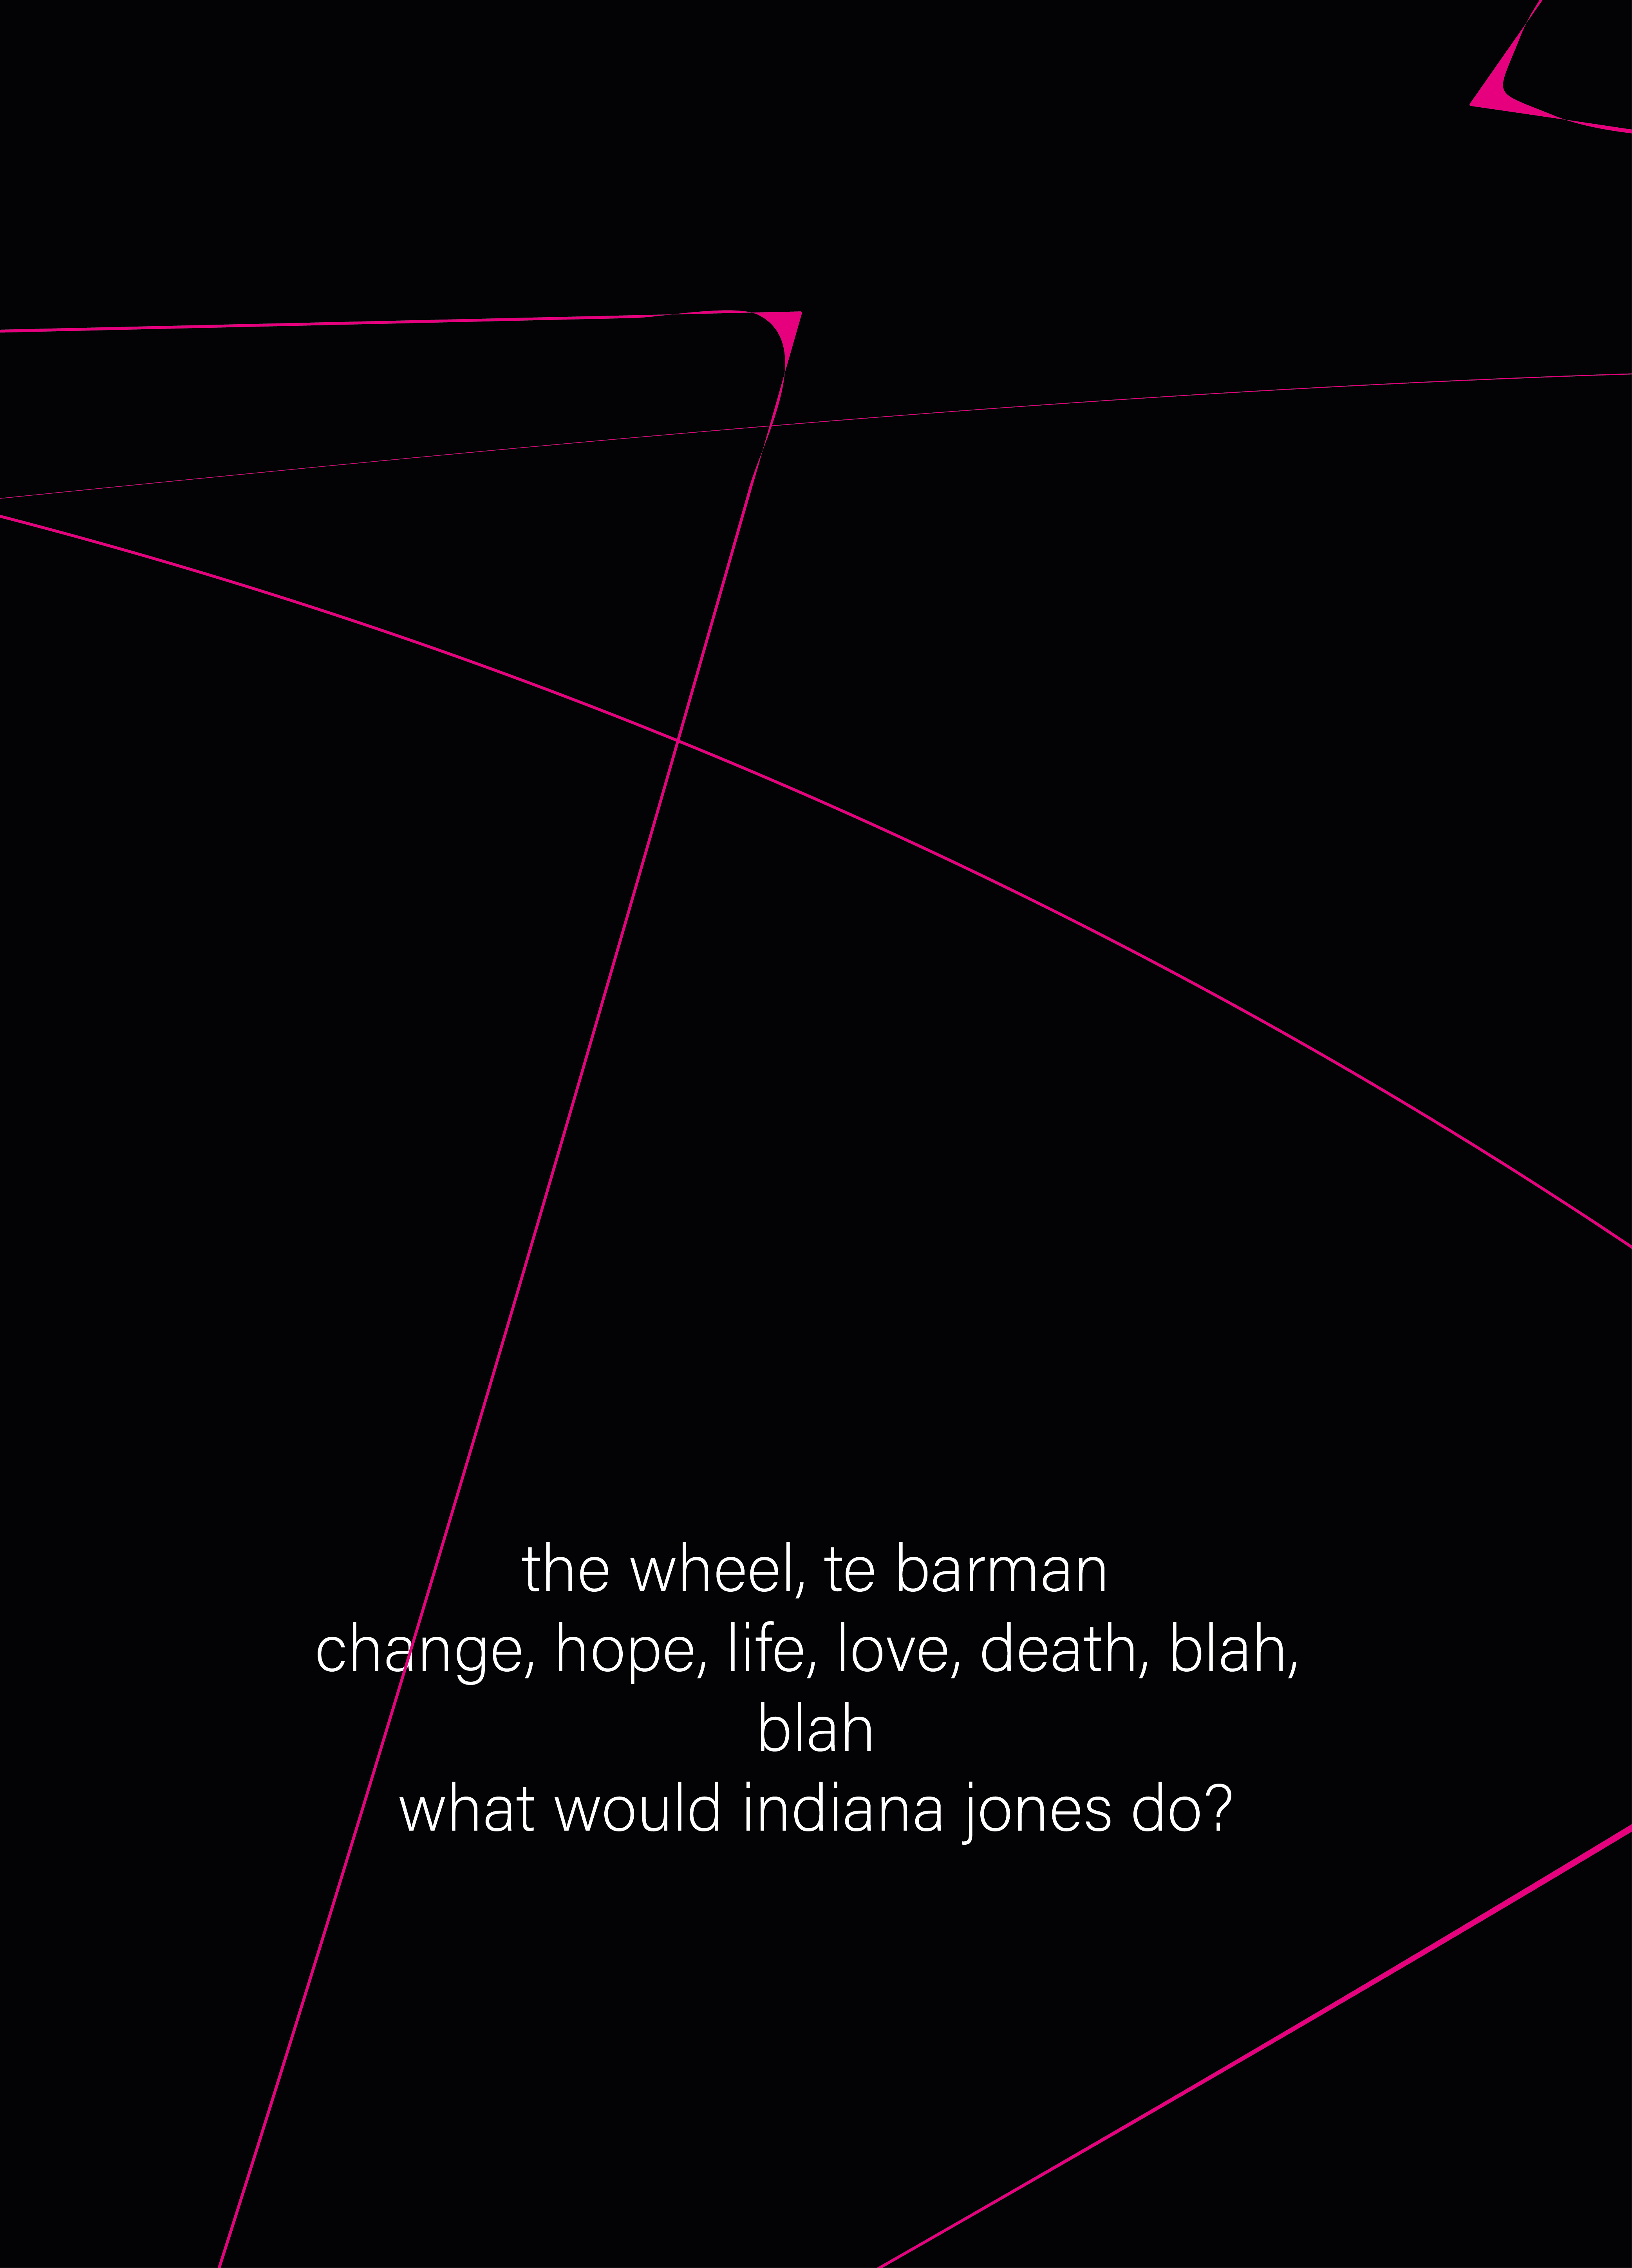 the wheel, te barman
change, hope, life, love, death, blah,
blah
what would indiana jones do?